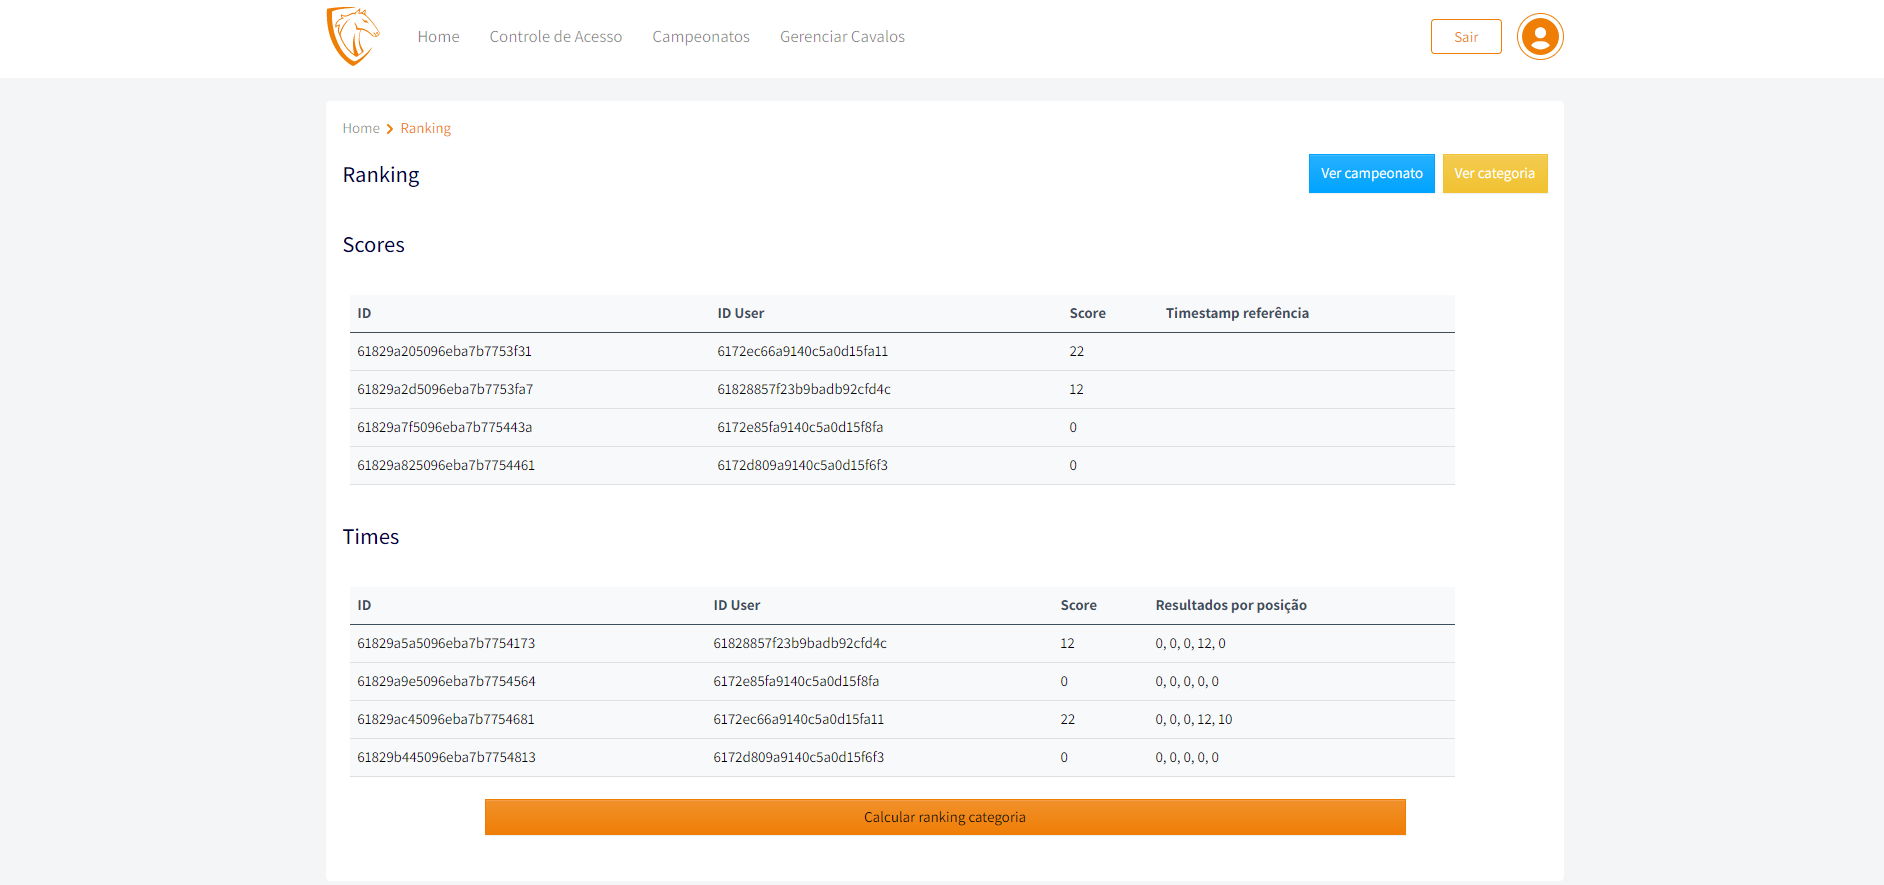 Home Controle de Acesso Campeonatos Gerenciar Cavalos Sair
Home Ranking
Ranking Ver campeonato Ver categoria
Scores
ID ID User Score Timestamp referência
61829a205096eba7b7753f31 6172ec66a9140c5a0d15fa11 22
61829a2d5096eba7b7753fa7 61828857f23b9badb92cfd4c 12
61829a7f5096eba7b775443a 6172e85fa9140c5a0d15f8fa 0
61829a825096eba7b7754461 6172d809a9140c5a0d15f6f3 0
Times
ID ID User Score Resultados por posição
61829a5a5096eba7b7754173 61828857f23b9badb92cfd4c 12 0, 0, 0, 12, 0
61829a9e5096eba7b7754564 6172e85fa9140c5a0d15f8fa 0 0, 0, 0, 0, 0
61829ac45096eba7b7754681 6172ec66a9140c5a0d15fa11 22 0, 0, 0, 12, 10
61829b445096eba7b7754813 6172d809a9140c5a0d15f6f3 0 0, 0, 0, 0, 0
Calcular ranking categoria